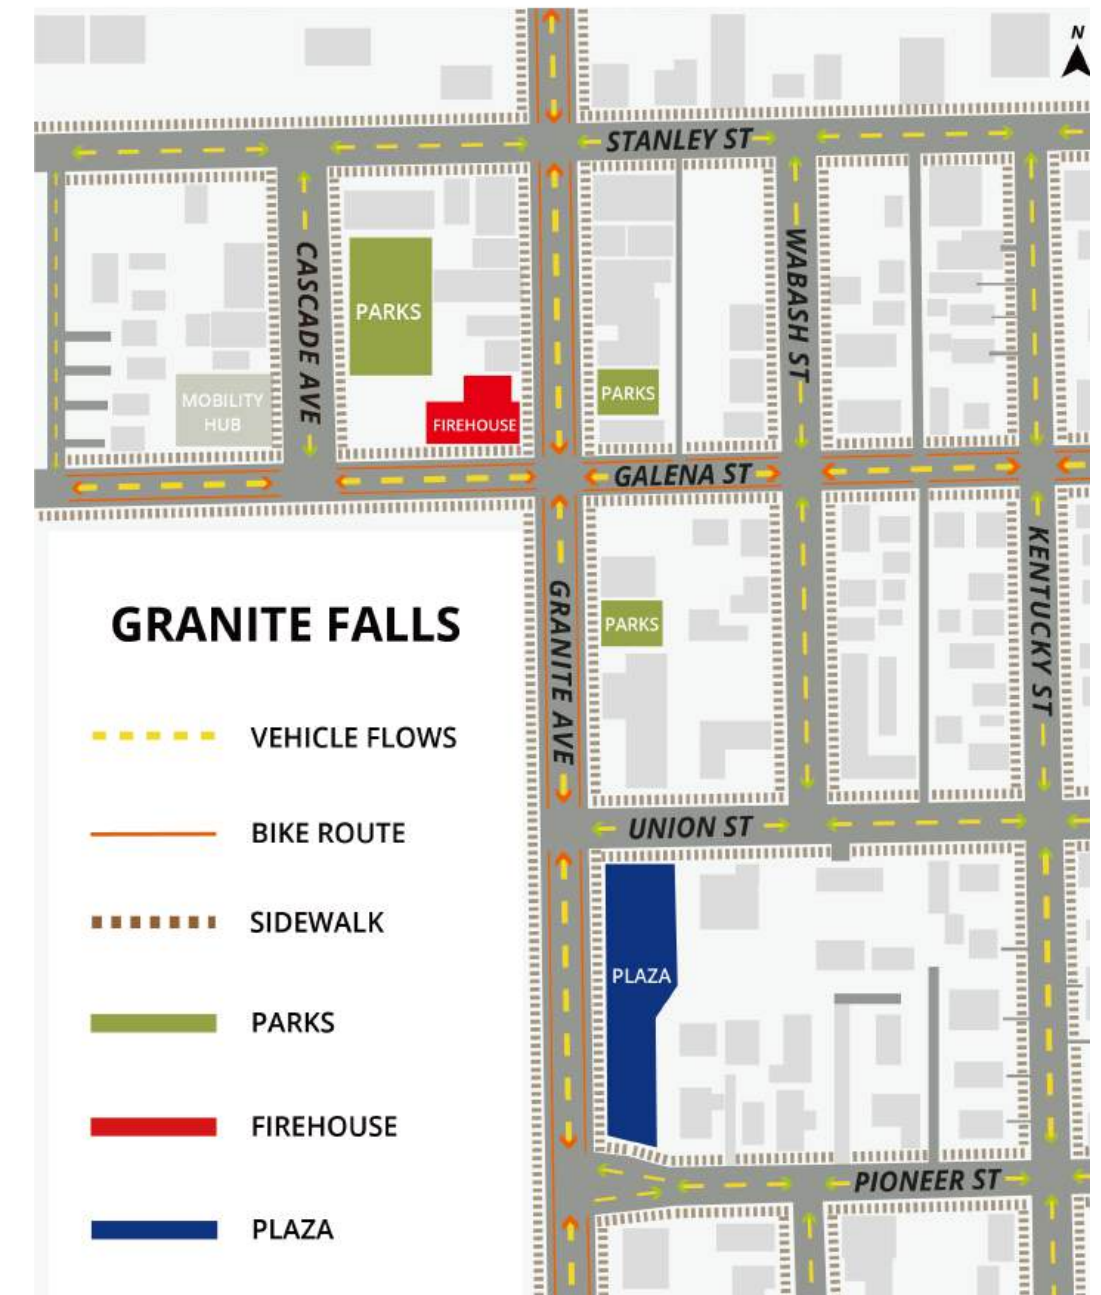 N
STANLEY ST
CASCADE AVE
WABASH ST
PARKS
PARKS
MOBILITY
HUB
FIREHOUSE
GALENA ST
GRANITE AVE
KENTUCKY ST
PARKS
GRANITE FALLS
VEHICLE FLOWS
BIKE ROUTE
SIDEWALK
PARKS
FIREHOUSE
PLAZA
UNION ST
PLAZA
PIONEER ST